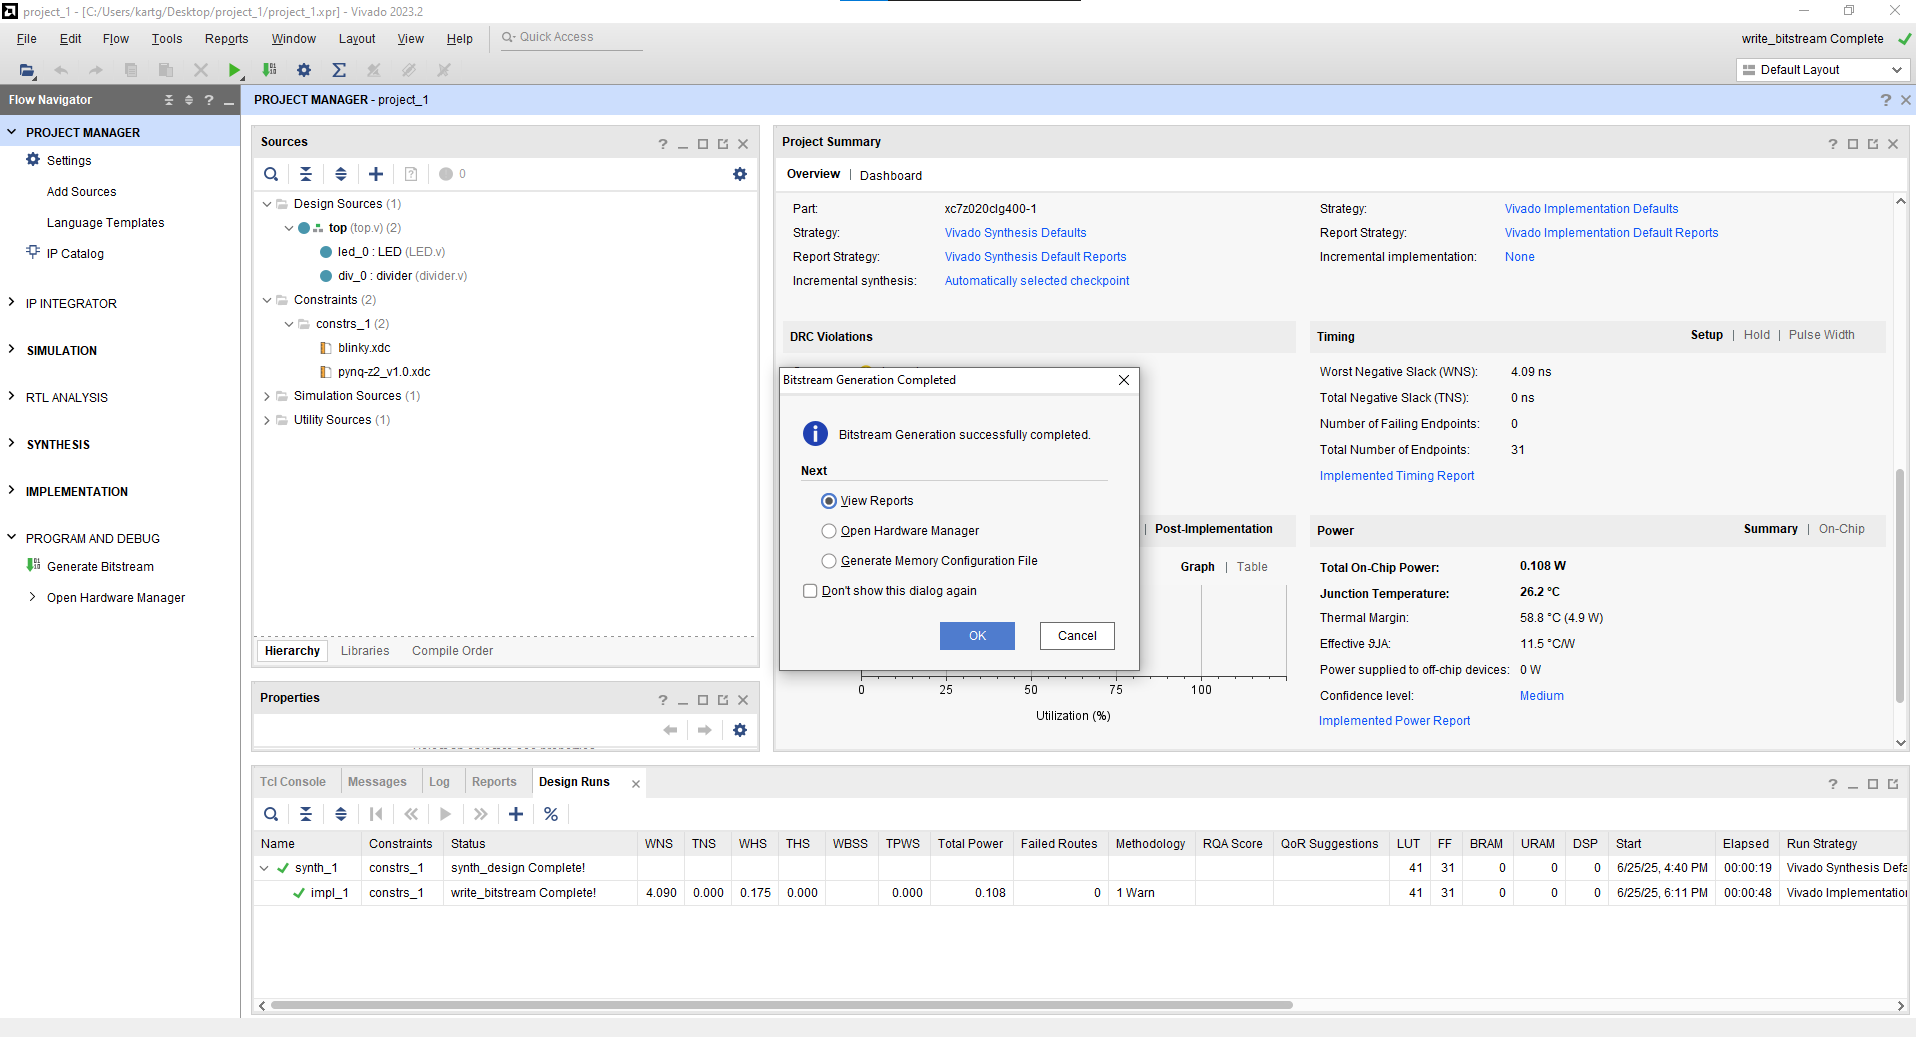 project_1 - [C:/Users/kartg/Desktop/project_1/project_1.xpr] - Vivado 2023.2
File Edit Flow Tools Reports Window Layout View Help Quick Access
write_bitstream Complete
Default Layout
Flow Navigator
PROJECT MANAGER
Settings
Add Sources
Language Templates
IP Catalog
IP INTEGRATOR
SIMULATION
RTL ANALYSIS
SYNTHESIS
IMPLEMENTATION
PROGRAM AND DEBUG
Generate Bitstream
Open Hardware Manager
PROJECT MANAGER - project_1
Sources
0
Design Sources (1)
top (top.v) (2)
led_0 : LED (LED.v)
div_0 : divider (divider.v)
Constraints (2)
constrs_1 (2)
blinky.xdc
pynq-z2_v1.0.xdc
Simulation Sources (1)
Utility Sources (1)
Hierarchy Libraries Compile Order
Properties
Project Summary
Overview | Dashboard
Part: xc7z020clg400-1
Strategy: Vivado Synthesis Defaults
Report Strategy: Vivado Synthesis Default Reports
Incremental synthesis: Automatically selected checkpoint
Strategy: Vivado Implementation Defaults
Report Strategy: Vivado Implementation Default Reports
Incremental implementation: None
DRC Violations
Timing Setup | Hold | Pulse Width
Worst Negative Slack (WNS): 4.09 ns
Total Negative Slack (TNS): 0 ns
Number of Failing Endpoints: 0
Total Number of Endpoints: 31
Implemented Timing Report
Bitstream Generation Completed
Bitstream Generation successfully completed.
Next
View Reports
Open Hardware Manager
Generate Memory Configuration File
Don't show this dialog again
OK Cancel
| Post-Implementation
Graph | Table
0 25 50 75 100
Utilization (%)
Power Summary | On-Chip
Total On-Chip Power: 0.108 W
Junction Temperature: 26.2 °C
Thermal Margin: 58.8 °C (4.9 W)
Effective ϑJA: 11.5 °C/W
Power supplied to off-chip devices: 0 W
Confidence level: Medium
Implemented Power Report
Tcl Console Messages Log Reports Design Runs
Name Constraints Status WNS TNS WHS THS WBSS TPWS Total Power Failed Routes Methodology RQA Score QoR Suggestions LUT FF BRAM URAM DSP Start Elapsed Run Strategy
synth_1 constrs_1 synth_design Complete! 41 31 0 0 0 6/25/25, 4:40 PM 00:00:19 Vivado Synthesis Defa
impl_1 constrs_1 write_bitstream Complete! 4.090 0.000 0.175 0.000 0.000 0.108 0 1 Warn 41 31 0 0 0 6/25/25, 6:11 PM 00:00:48 Vivado Implementation